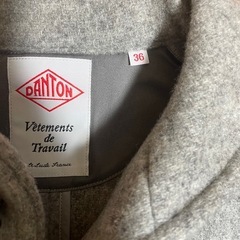 DANTON
36
Vêtements
de
Travail